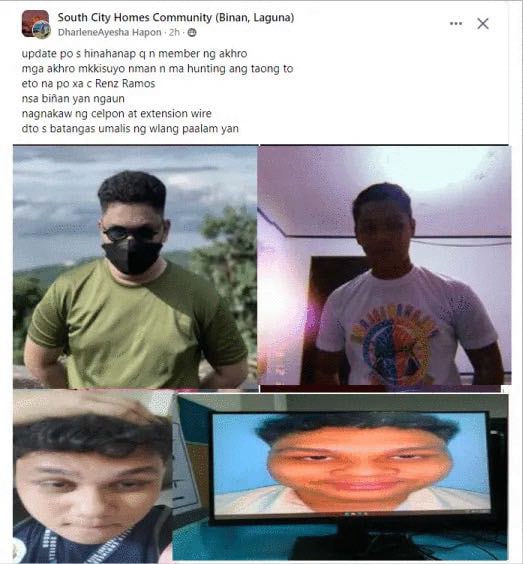 South City Homes Community (Binan, Laguna)
DharleneAyesha Hapon · 2h ·
update po s hinahanap q n member ng akhro
mga akhro mkkisuyo nman n ma hunting ang taong to
eto na po xa c Renz Ramos
nsa biñan yan ngaun
nagnakaw ng celpon at extension wire
dto s batangas umalis ng wlang paalam yan